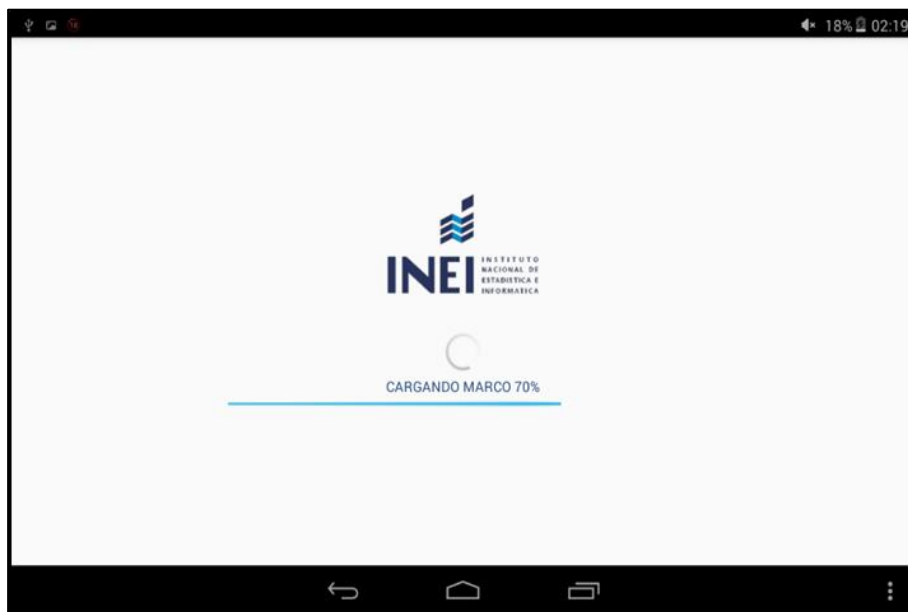 18% 02:19
INEI
INSTITUTO
NACIONAL DE
ESTADISTICA E
INFORMATICA
CARGANDO MARCO 70%